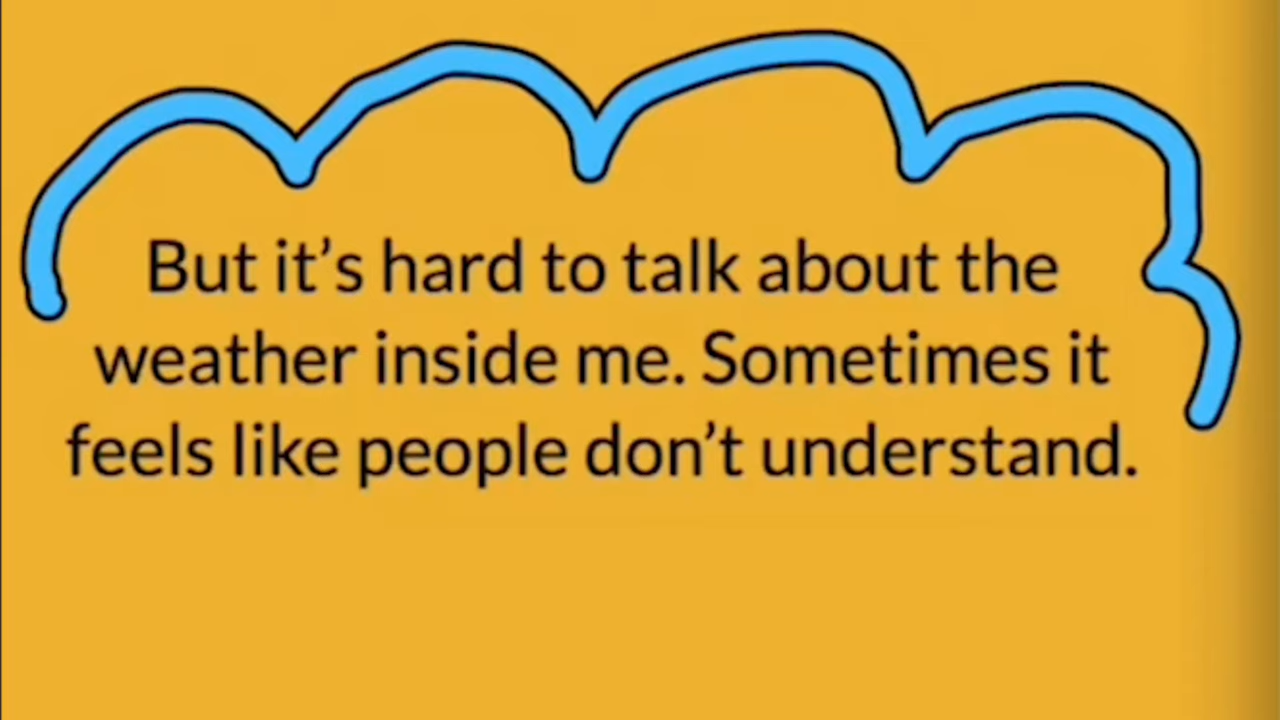 But it’s hard to talk about the
weather inside me. Sometimes it
feels like people don’t understand.